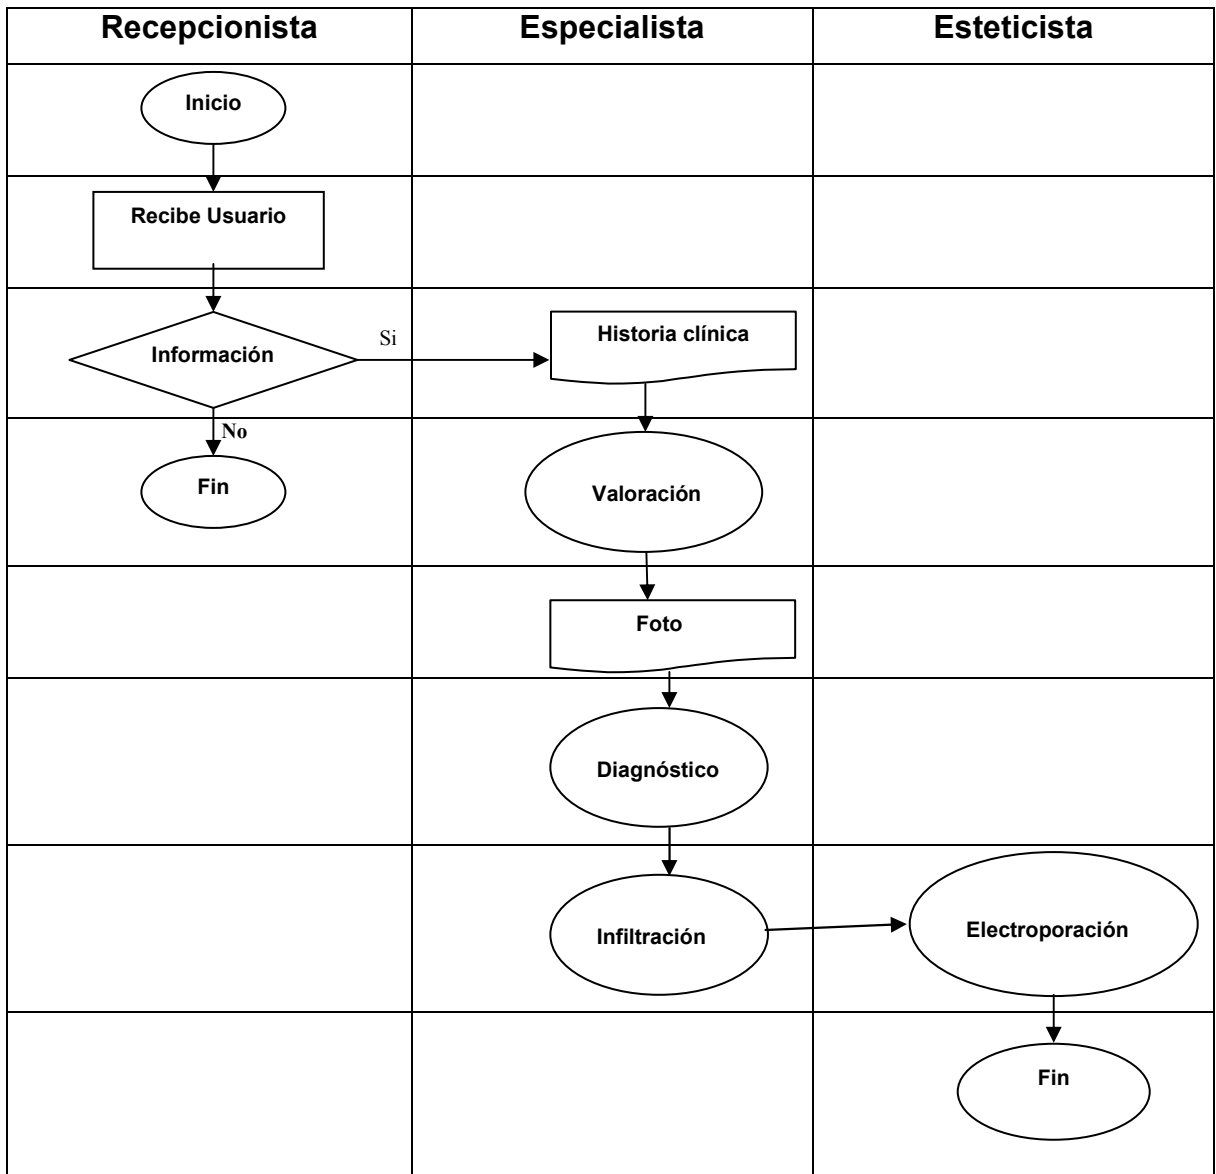 Recepcionista
Especialista
Esteticista
Inicio
Recibe Usuario
Información
Si
Historia clínica
No
Fin
Valoración
Foto
Diagnóstico
Infiltración
Electroporación
Fin